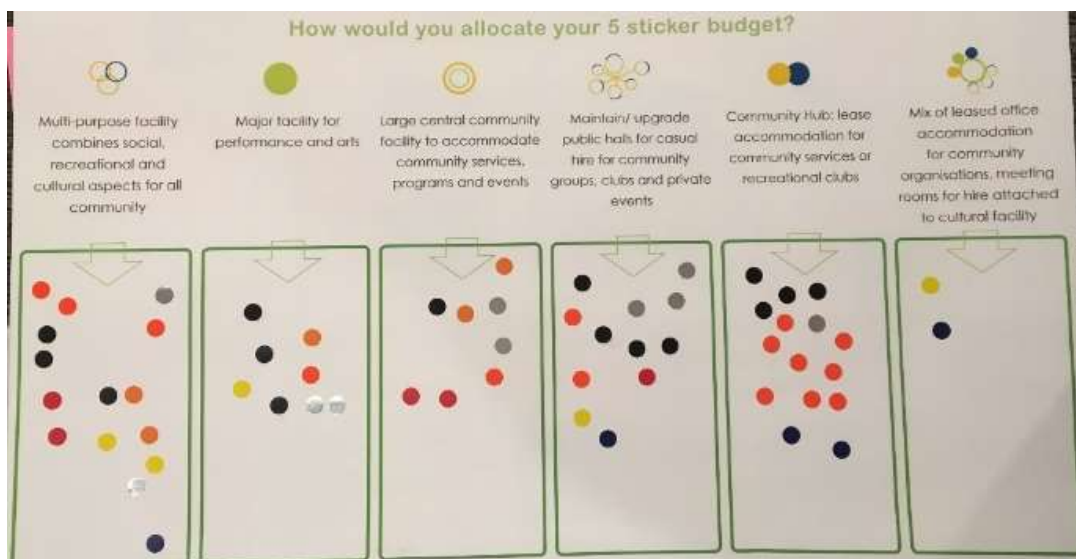 How would you allocate your 5 sticker budget?
Multi-purpose facility
combines social,
recreational and
cultural aspects for all
community
Major facility for
performance and arts
Large central community
facility to accommodate
community services,
programs and events
Maintain/ upgrade
public halls for casual
hire for community
groups, clubs and private
events
Community Hub: lease
accommodation for
community services or
recreational clubs
Mix of leased office
accommodation
for community
organisations, meeting
rooms for hire attached
to cultural facility